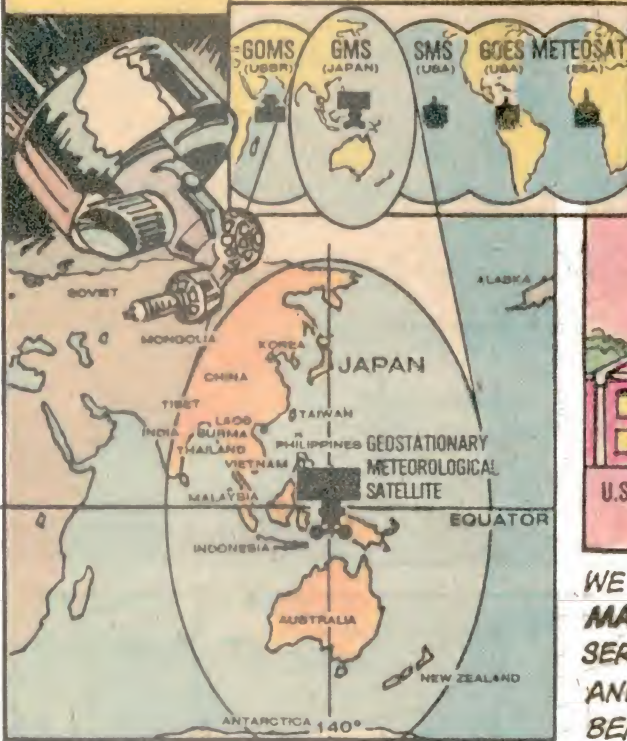 GOMS
(USSR)
GMS
(JAPAN)
SMS
(USA)
GOES
(USA)
METEOSAT
(ESA)
SOVIET
MONGOLIA
KOREA
JAPAN
CHINA
TIBET
TAIWAN
INDIA
LAOS
BURMA
THAILAND
PHILIPPINES
VIETNAM
MALAYSIA
INDONESIA
GEOSTATIONARY
METEOROLOGICAL
SATELLITE
EQUATOR
AUSTRALIA
NEW ZEALAND
ANTARCTICA
140°
ALASKA
U.S
WE
MA
SER
AN
BE